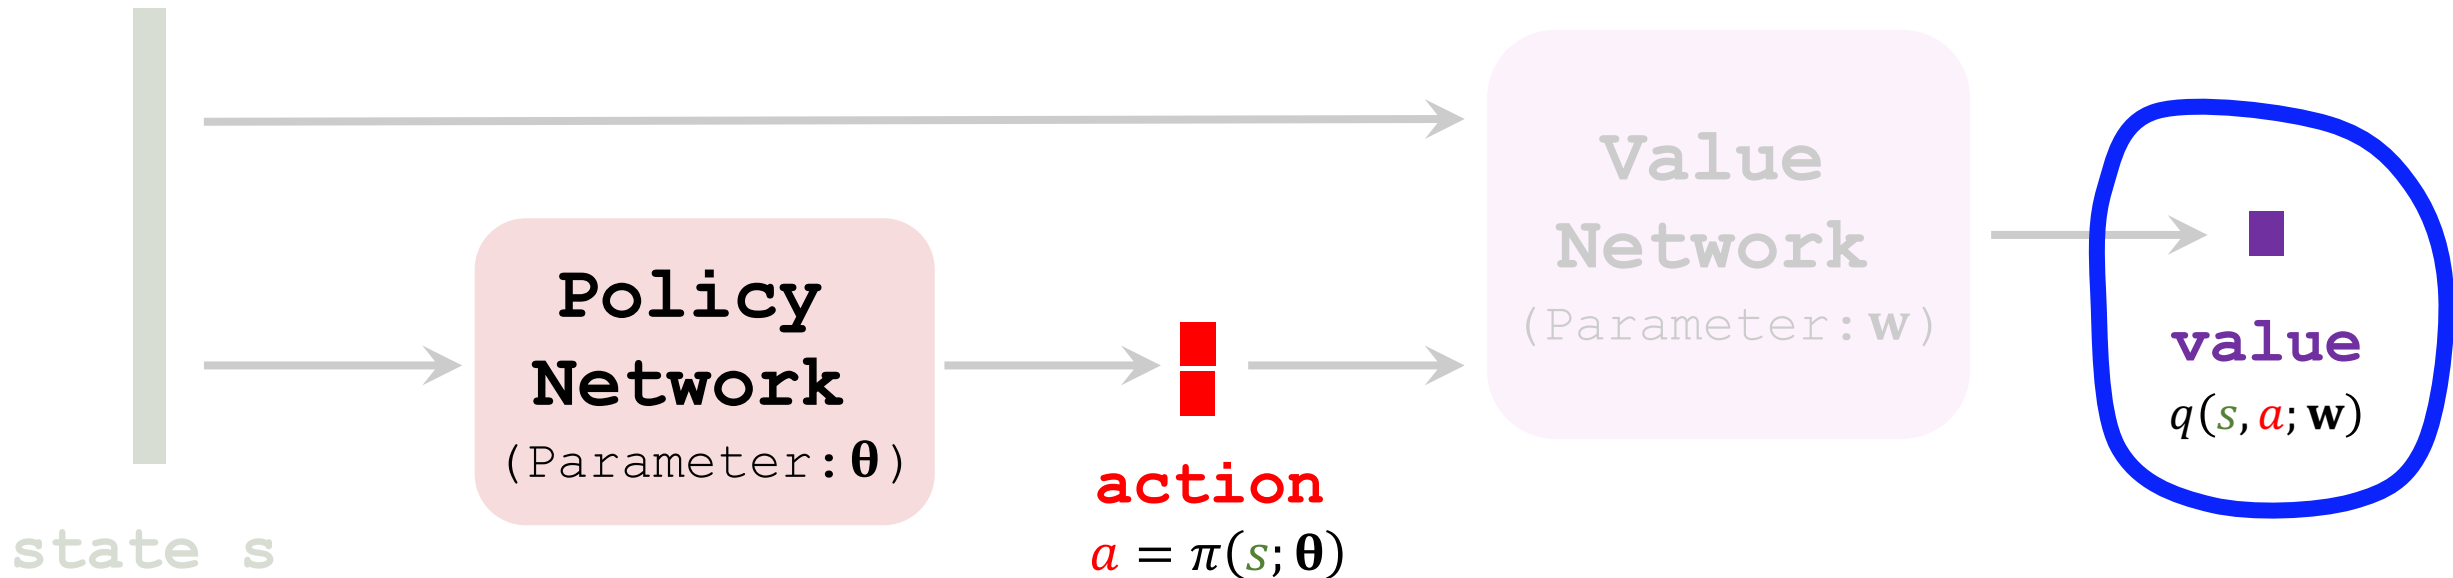 state s
Policy
Network
(Parameter: θ)
action
a = π(s; θ)
Value
Network
(Parameter: w)
value
q(s, a; w)